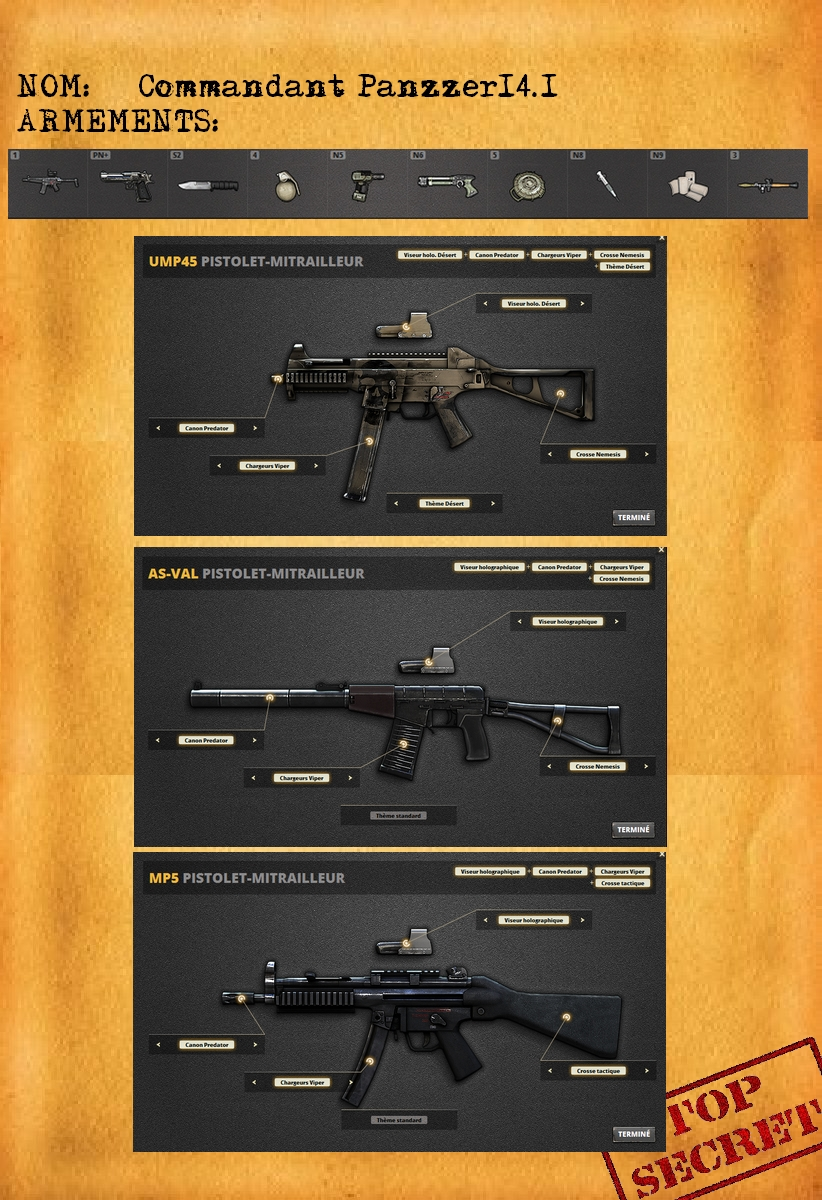 NOM: Commandant Panzzer14.1
ARMEMENTS:
1 PN+ S2 4 N5 N6 5 N8 N9 3
UMP45 PISTOLET-MITRAILLEUR
Viseur holo. Désert + Canon Predator + Chargeurs Viper + Crosse Nemesis
+ Thème Désert
Viseur holo. Désert
Canon Predator
Crosse Nemesis
Chargeurs Viper
Thème Désert
TERMINÉ
AS-VAL PISTOLET-MITRAILLEUR
Viseur holographique + Canon Predator + Chargeurs Viper
+ Crosse Nemesis
Viseur holographique
Canon Predator
Crosse Nemesis
Chargeurs Viper
Thème standard
TERMINÉ
MP5 PISTOLET-MITRAILLEUR
Viseur holographique + Canon Predator + Chargeurs Viper
+ Crosse tactique
Viseur holographique
Canon Predator
Crosse tactique
Chargeurs Viper
Thème standard
TERMINÉ
TOP
SECRET